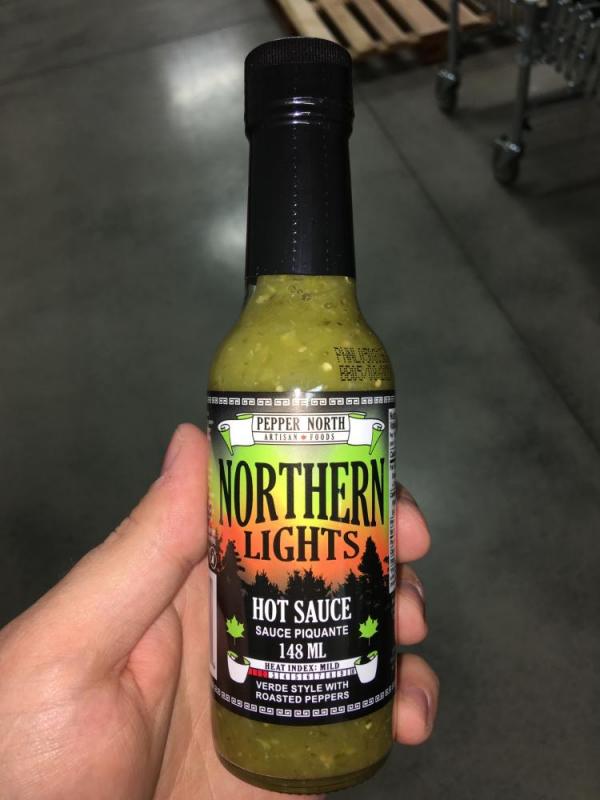 PEPPER NORTH
ARTISAN FOODS
NORTHERN
LIGHTS
HOT SAUCE
SAUCE PIQUANTE
148 ML
HEAT INDEX: MILD
VERDE STYLE WITH
ROASTED PEPPERS